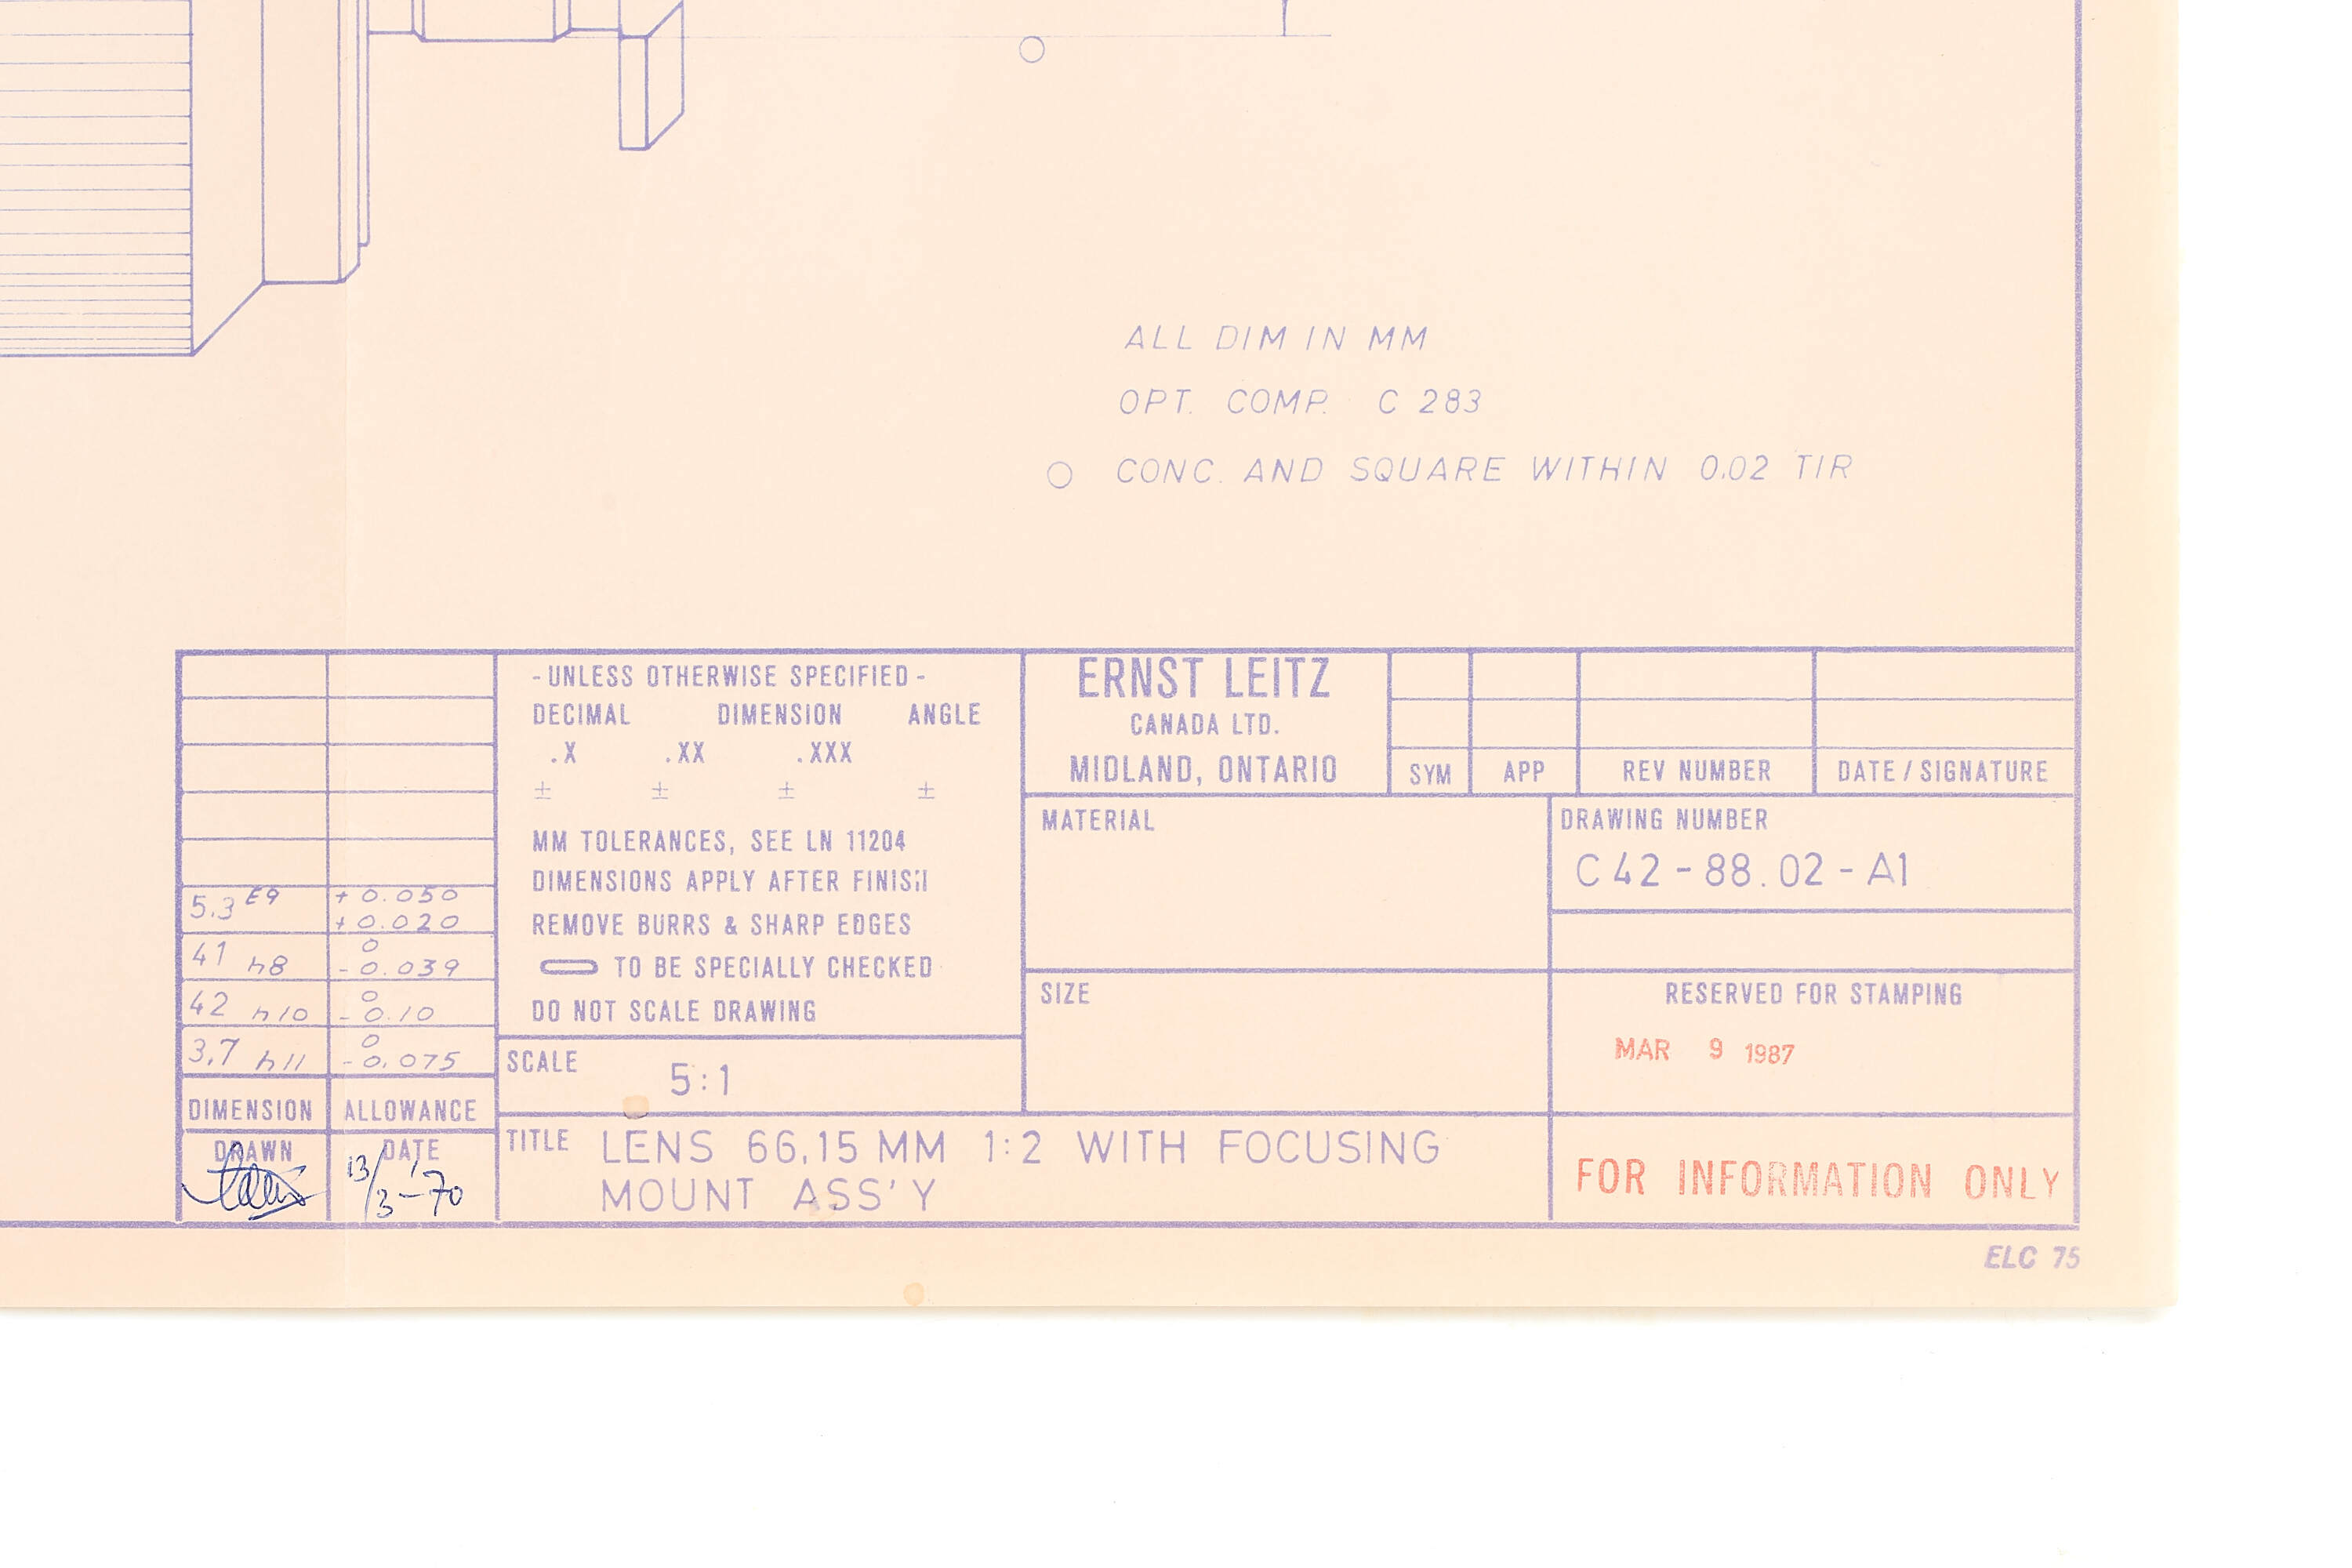 ALL DIM IN MM
OPT. COMP. C 283
CONC. AND SQUARE WITHIN 0.02 TIR
5.3 E9 +0.050
+0.020
41 h8 0
-0.039
42 h10 0
-0.10
3.7 h11 0
-0.075
DIMENSION ALLOWANCE
DRAWN DATE
13/3-'70
-UNLESS OTHERWISE SPECIFIED-
DECIMAL DIMENSION ANGLE
.X .XX .XXX
± ± ± ±
MM TOLERANCES, SEE LN 11204
DIMENSIONS APPLY AFTER FINISH
REMOVE BURRS & SHARP EDGES
TO BE SPECIALLY CHECKED
DO NOT SCALE DRAWING
SCALE 5:1
TITLE LENS 66,15 MM 1:2 WITH FOCUSING
MOUNT ASS'Y
ERNST LEITZ
CANADA LTD.
MIDLAND, ONTARIO
SYM APP REV NUMBER DATE/SIGNATURE
MATERIAL
SIZE
DRAWING NUMBER
C 42-88.02-A1
RESERVED FOR STAMPING
MAR 9 1987
FOR INFORMATION ONLY
ELC 75